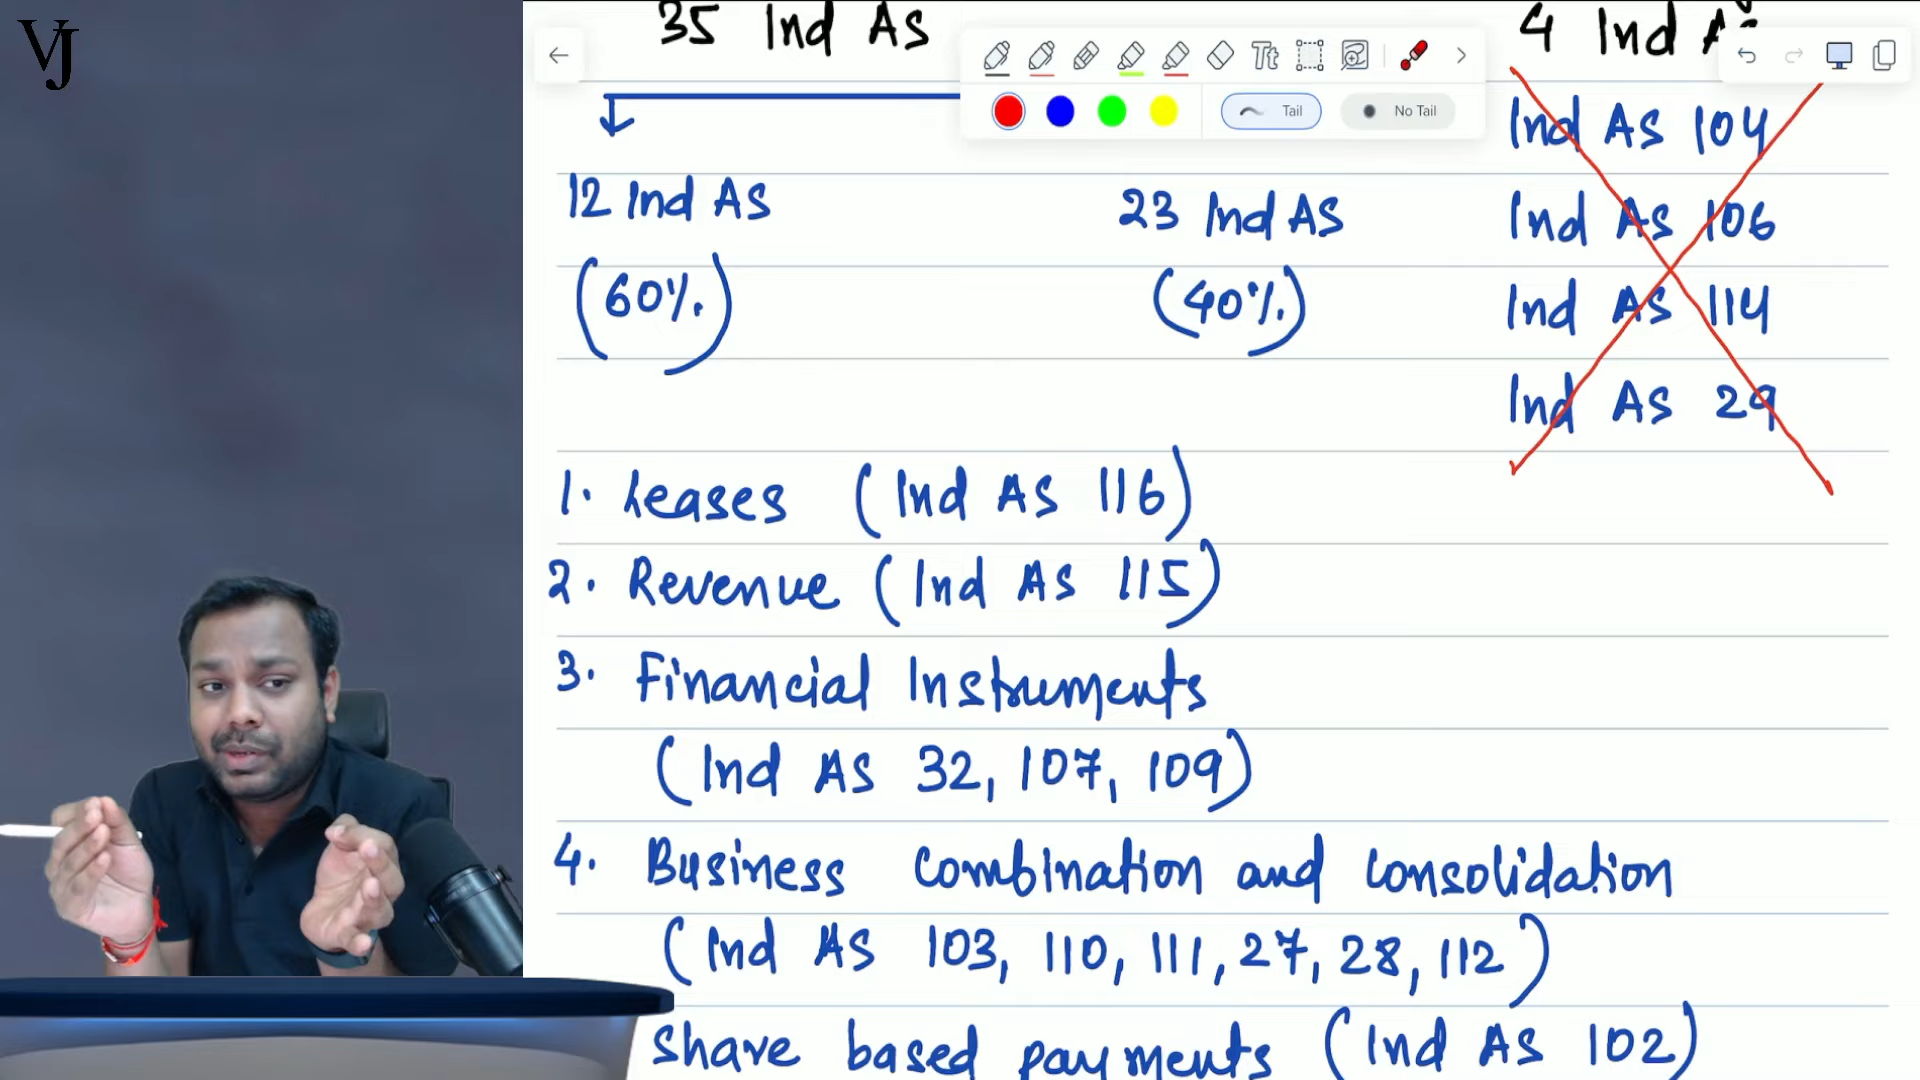 VJ
35 Ind As
4 Ind As
Tail
No Tail
Ind As 104
12 Ind AS
23 Ind AS
Ind As 106
(60%.)
(40%.)
Ind As 114
Ind As 29
1. Leases (Ind As 116)
2. Revenue (Ind As 115)
3. Financial Instruments
(Ind As 32, 107, 109)
4. Business Combination and Consolidation
(Ind As 103, 110, 111, 27, 28, 112)
Share based payments (Ind As 102)